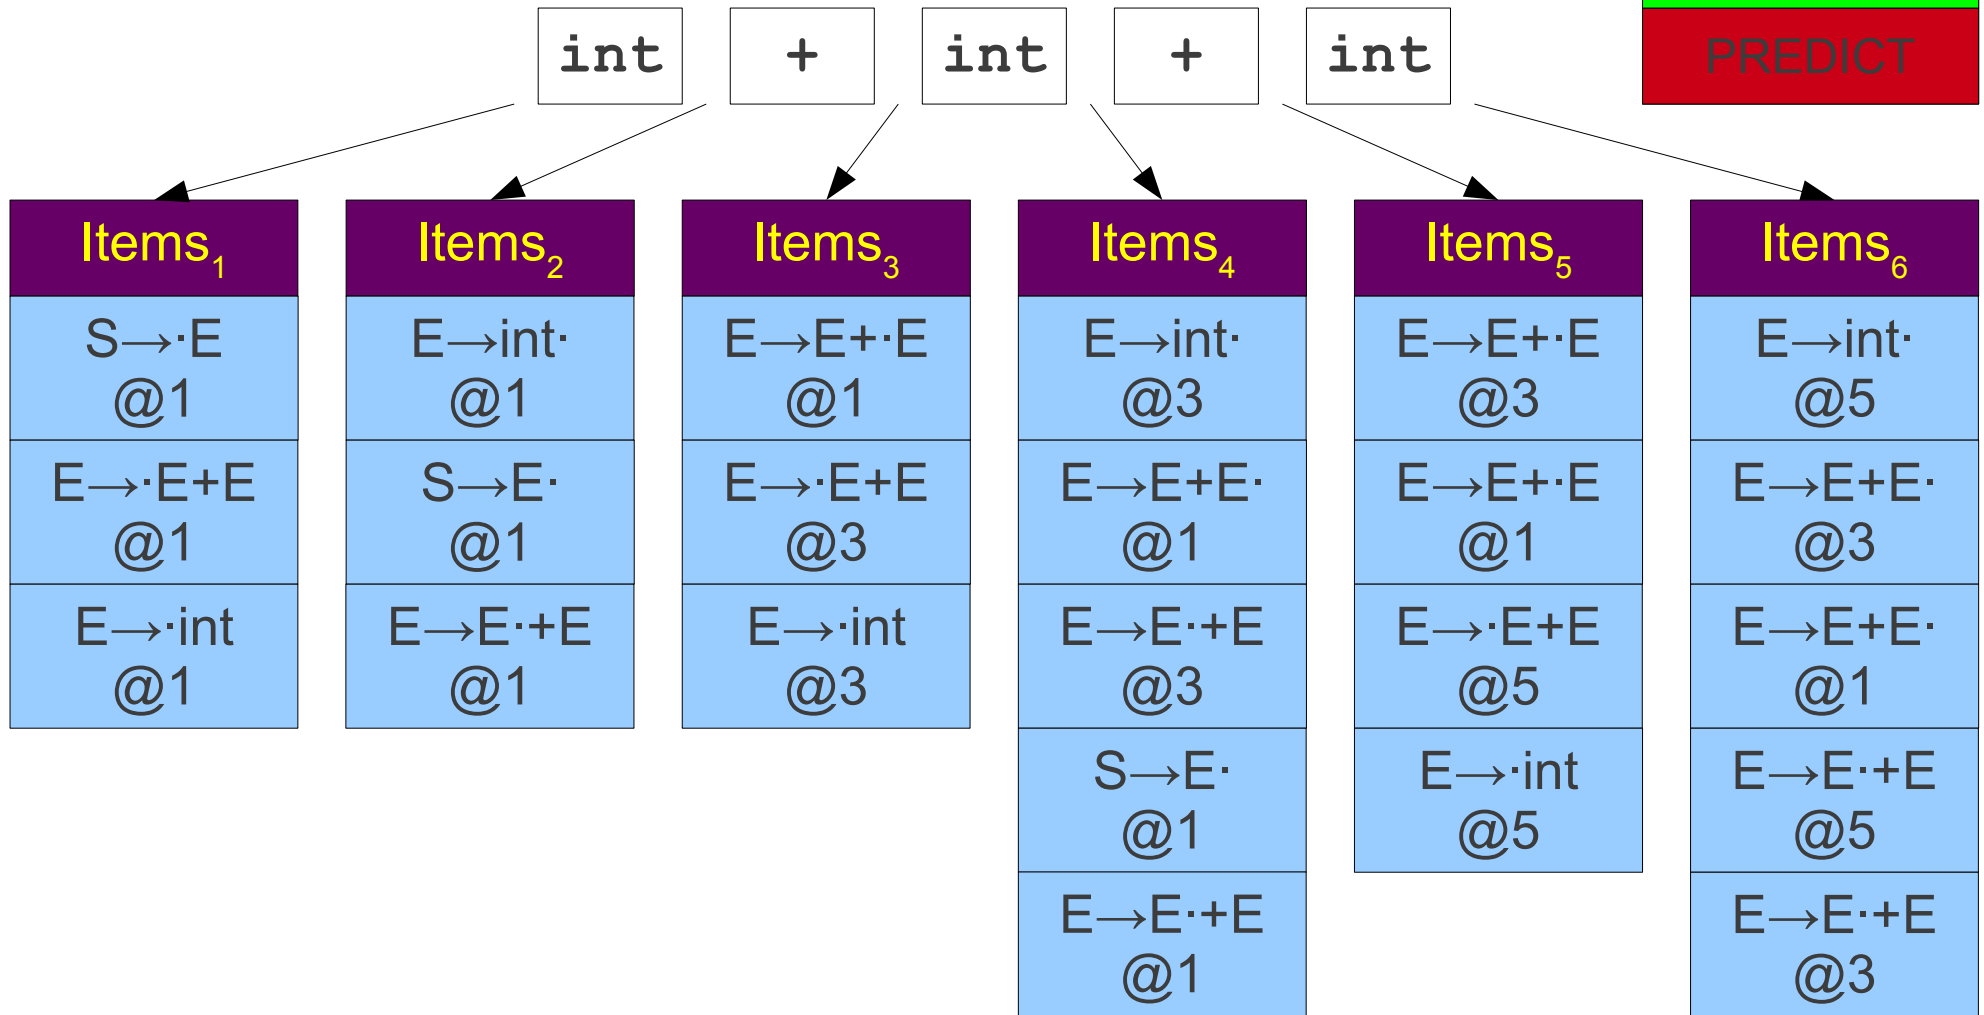 int + int + int
PREDICT
Items₁ Items₂ Items₃ Items₄ Items₅ Items₆
S→·E E→int· E→E+·E E→int· E→E+·E E→int·
@1 @1 @1 @3 @3 @5
E→·E+E S→E· E→·E+E E→E+E· E→E+·E E→E+E·
@1 @1 @3 @1 @1 @3
E→·int E→E·+E E→·int E→E·+E E→·E+E E→E+E·
@1 @1 @3 @3 @5 @1
S→E· E→·int E→E·+E
@1 @5 @5
E→E·+E E→E·+E
@1 @3